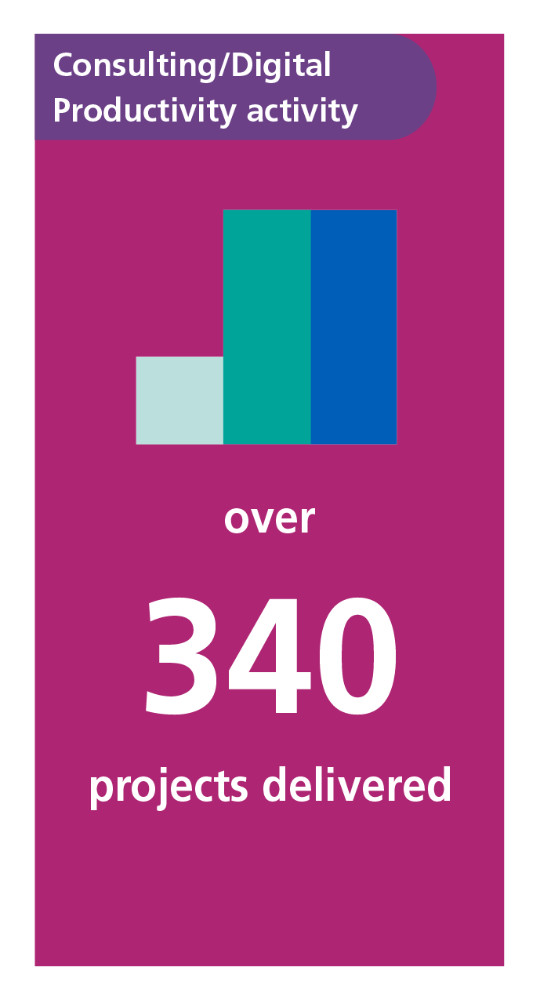 Consulting/Digital
Productivity activity
over
340
projects delivered